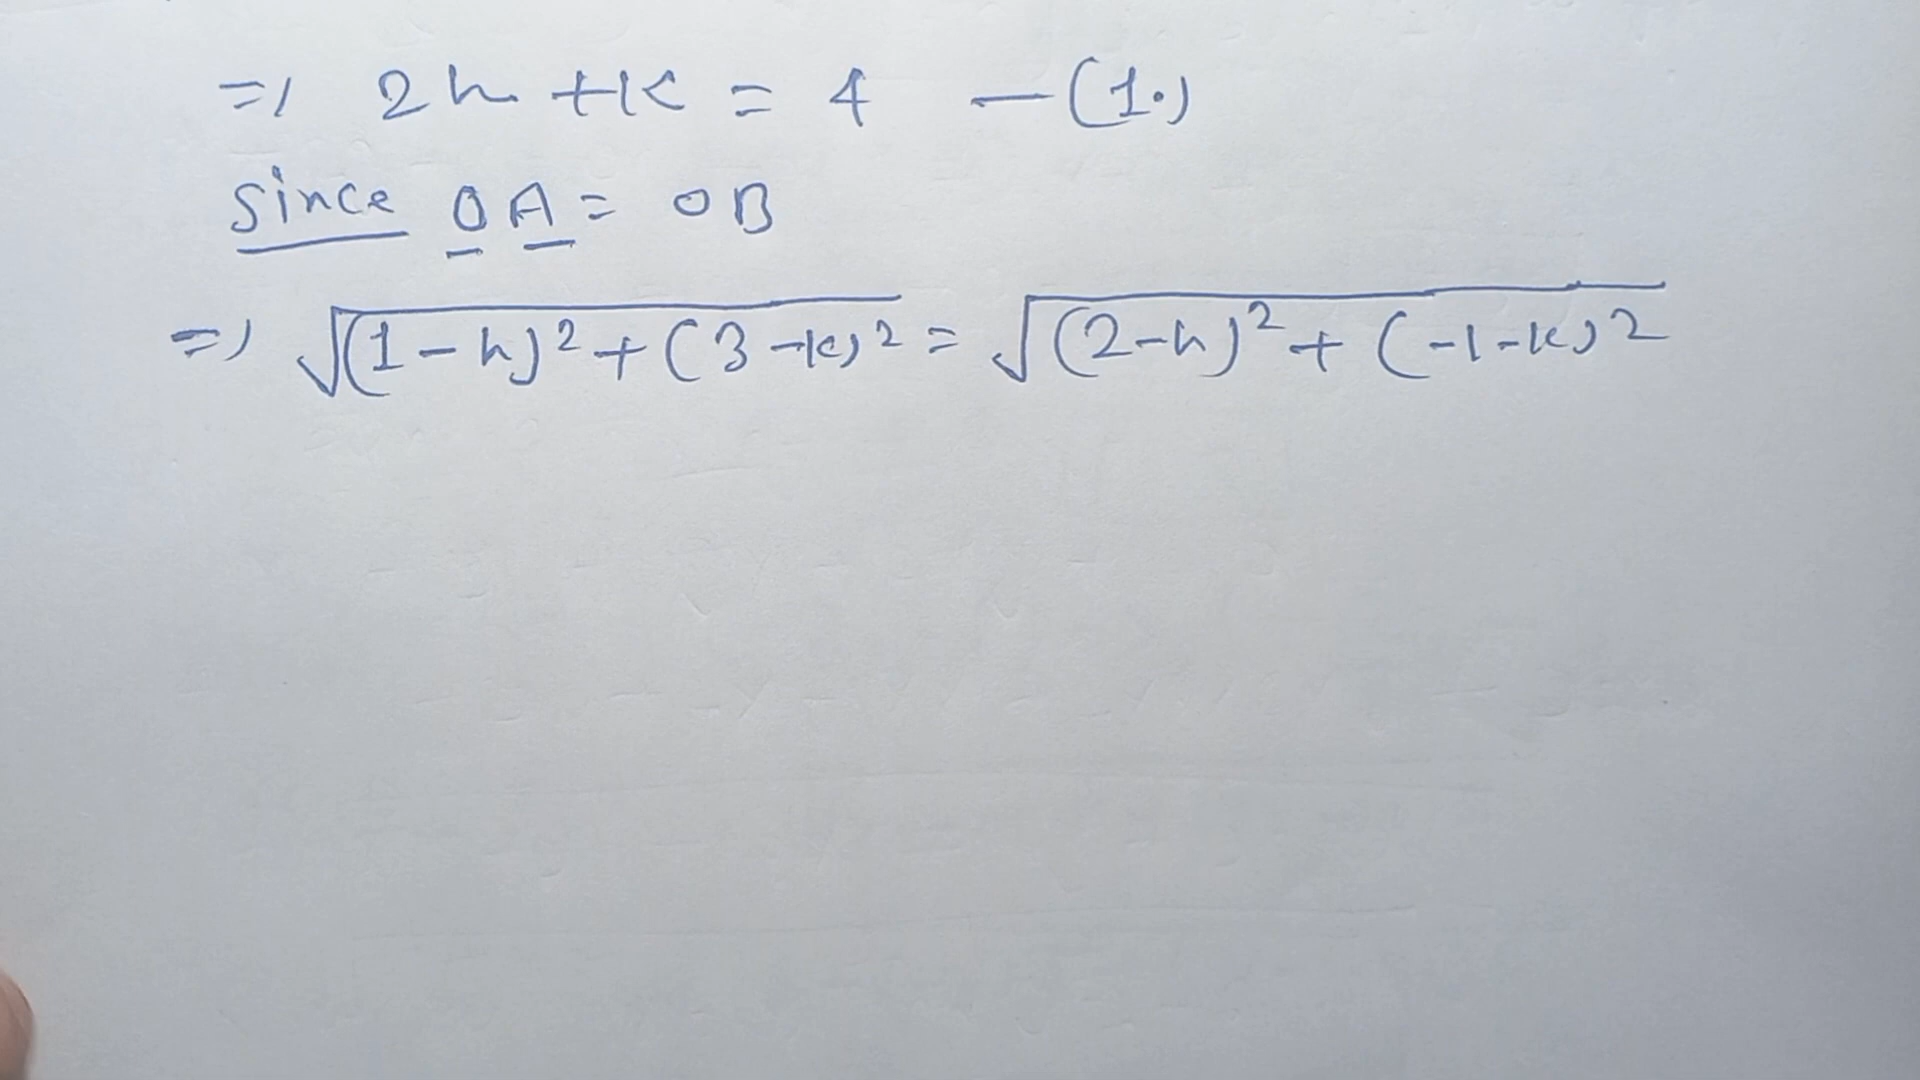 => 2h + k = 4 — (1.)
Since OA = OB
=> √(1-h)² + (3-k)² = √(2-h)² + (-1-k)²